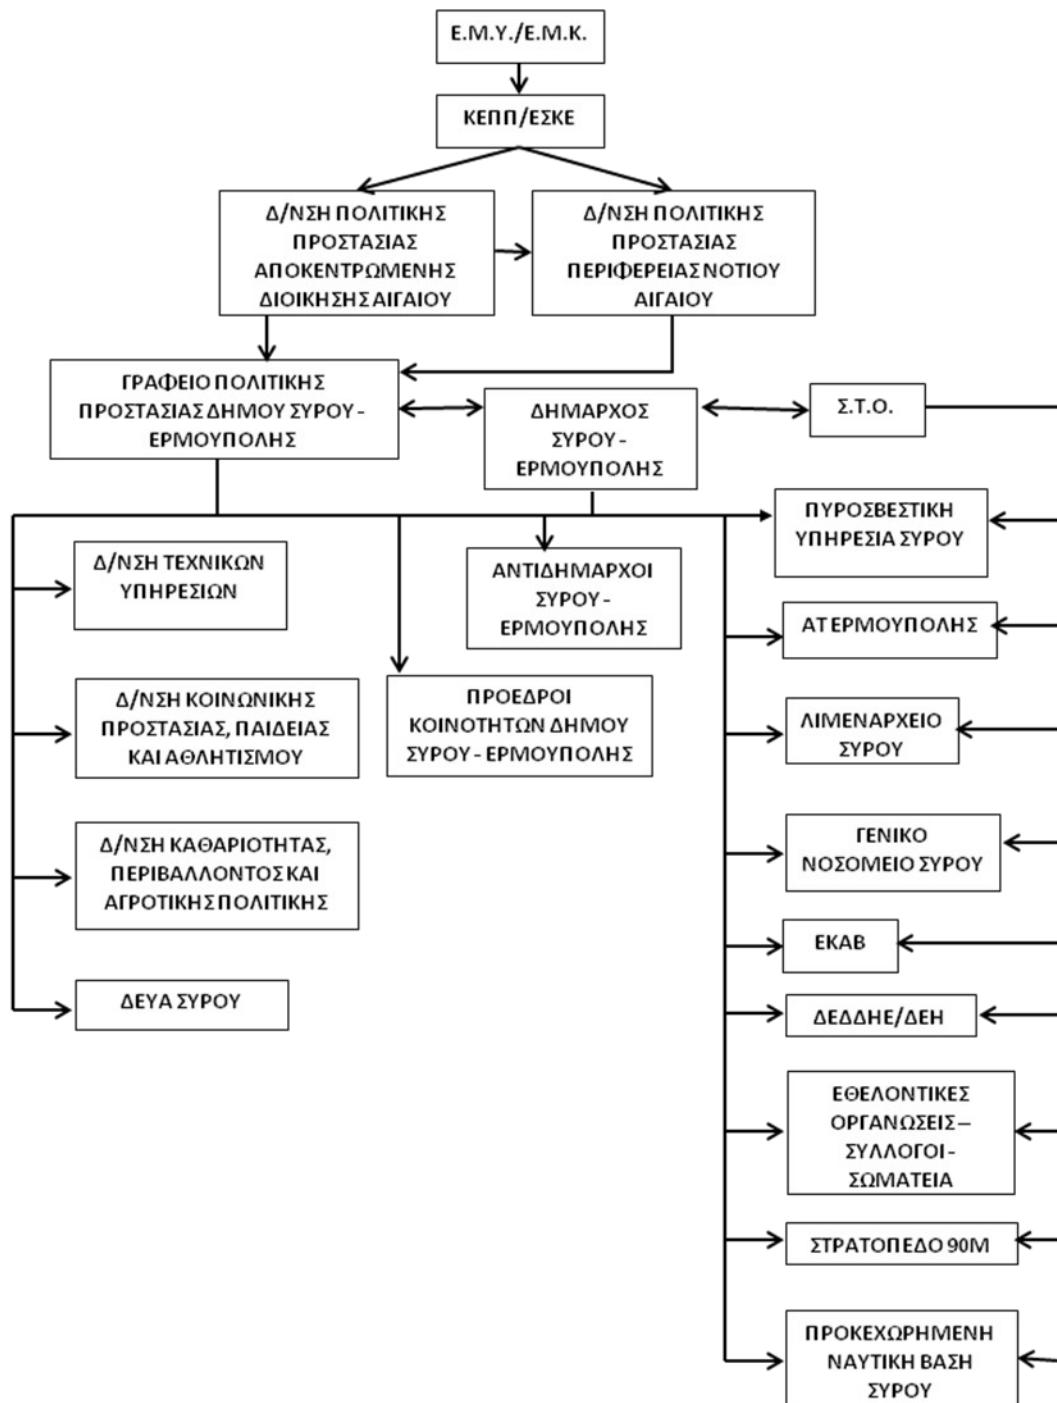 Ε.Μ.Υ./Ε.Μ.Κ.
ΚΕΠΠ/ΕΣΚΕ
Δ/ΝΣΗ ΠΟΛΙΤΙΚΗΣ
ΠΡΟΣΤΑΣΙΑΣ
ΑΠΟΚΕΝΤΡΩΜΕΝΗΣ
ΔΙΟΙΚΗΣΗΣ ΑΙΓΑΙΟΥ
Δ/ΝΣΗ ΠΟΛΙΤΙΚΗΣ
ΠΡΟΣΤΑΣΙΑΣ
ΠΕΡΙΦΕΡΕΙΑΣ ΝΟΤΙΟΥ
ΑΙΓΑΙΟΥ
ΓΡΑΦΕΙΟ ΠΟΛΙΤΙΚΗΣ
ΠΡΟΣΤΑΣΙΑΣ ΔΗΜΟΥ ΣΥΡΟΥ -
ΕΡΜΟΥΠΟΛΗΣ
ΔΗΜΑΡΧΟΣ
ΣΥΡΟΥ -
ΕΡΜΟΥΠΟΛΗΣ
Σ.Τ.Ο.
Δ/ΝΣΗ ΤΕΧΝΙΚΩΝ
ΥΠΗΡΕΣΙΩΝ
Δ/ΝΣΗ ΚΟΙΝΩΝΙΚΗΣ
ΠΡΟΣΤΑΣΙΑΣ, ΠΑΙΔΕΙΑΣ
ΚΑΙ ΑΘΛΗΤΙΣΜΟΥ
Δ/ΝΣΗ ΚΑΘΑΡΙΟΤΗΤΑΣ,
ΠΕΡΙΒΑΛΛΟΝΤΟΣ ΚΑΙ
ΑΓΡΟΤΙΚΗΣ ΠΟΛΙΤΙΚΗΣ
ΔΕΥΑ ΣΥΡΟΥ
ΠΡΟΕΔΡΟΙ
ΚΟΙΝΟΤΗΤΩΝ ΔΗΜΟΥ
ΣΥΡΟΥ - ΕΡΜΟΥΠΟΛΗΣ
ΑΝΤΙΔΗΜΑΡΧΟΙ
ΣΥΡΟΥ -
ΕΡΜΟΥΠΟΛΗΣ
ΠΥΡΟΣΒΕΣΤΙΚΗ
ΥΠΗΡΕΣΙΑ ΣΥΡΟΥ
ΑΤ ΕΡΜΟΥΠΟΛΗΣ
ΛΙΜΕΝΑΡΧΕΙΟ
ΣΥΡΟΥ
ΓΕΝΙΚΟ
ΝΟΣΟΜΕΙΟ ΣΥΡΟΥ
ΕΚΑΒ
ΔΕΔΔΗΕ/ΔΕΗ
ΕΘΕΛΟΝΤΙΚΕΣ
ΟΡΓΑΝΩΣΕΙΣ –
ΣΥΛΛΟΓΟΙ -
ΣΩΜΑΤΕΙΑ
ΣΤΡΑΤΟΠΕΔΟ 90Μ
ΠΡΟΚΕΧΩΡΗΜΕΝΗ
ΝΑΥΤΙΚΗ ΒΑΣΗ
ΣΥΡΟΥ